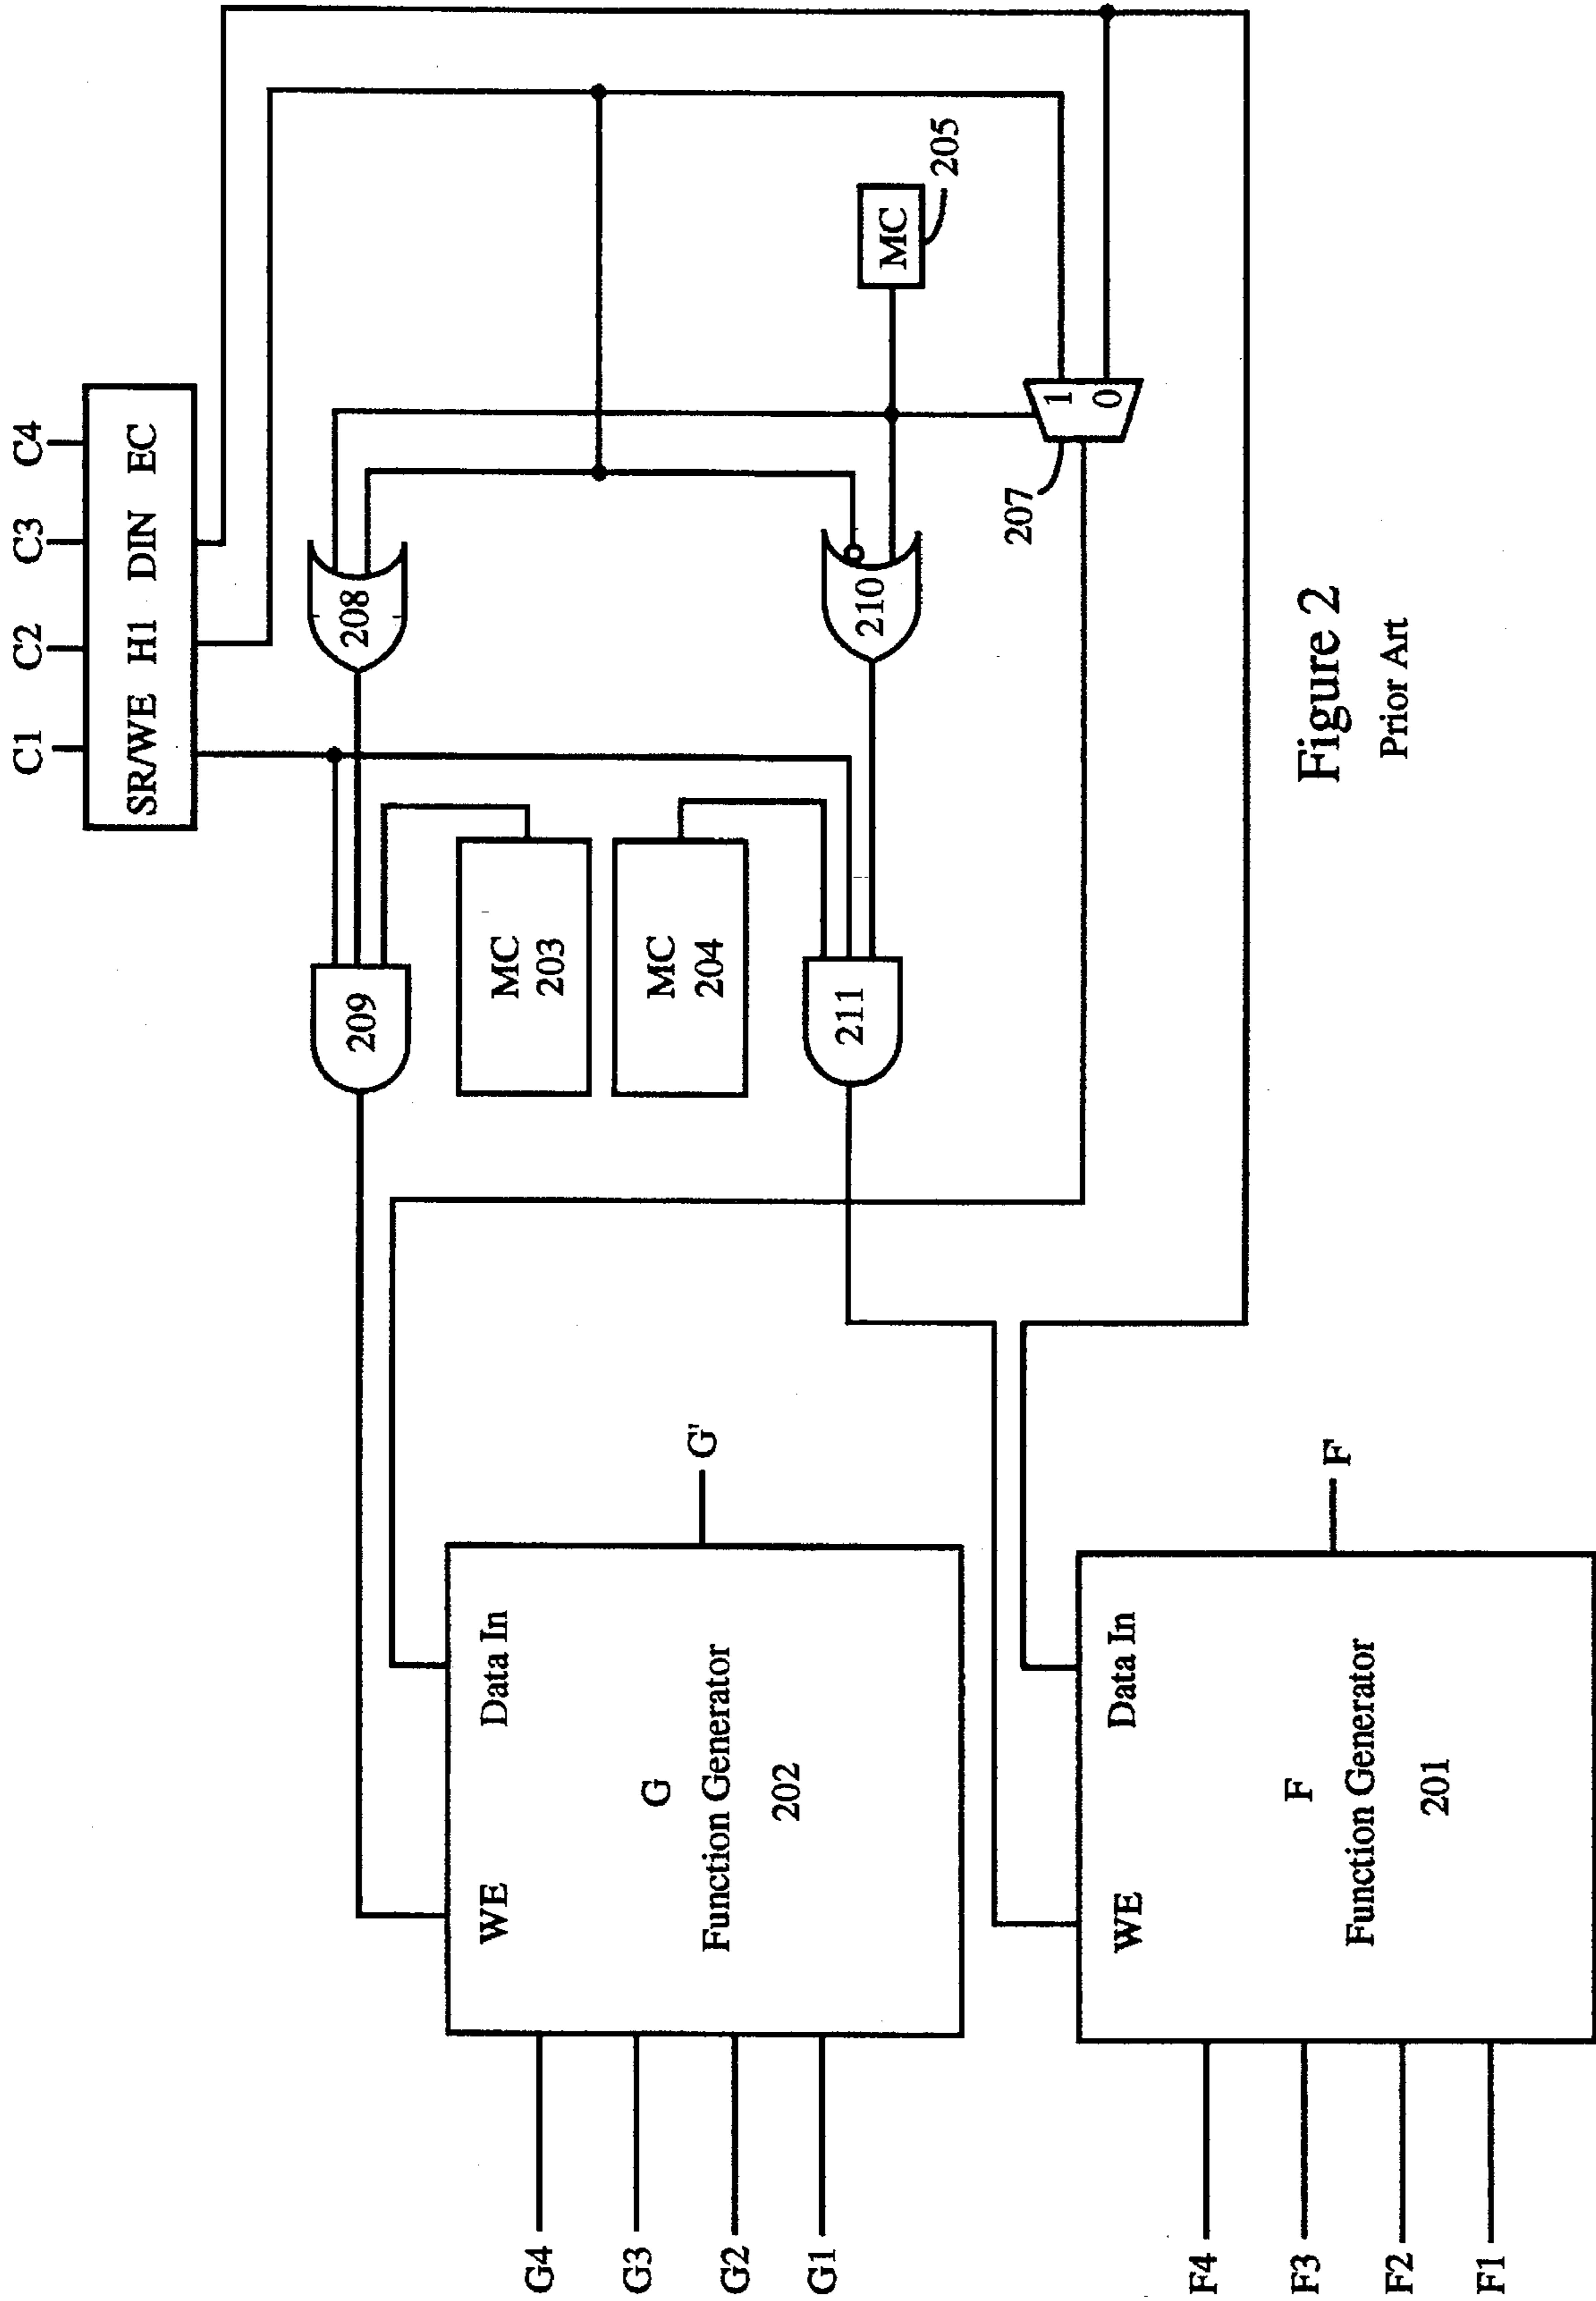 C1 C2 C3 C4
SR/WE H1 DIN EC
208
209
MC
203
MC
204
MC
205
210
211
1
0
207
G4
G3
G2
G1
WE
Data In
G
Function Generator
202
G'
F4
F3
F2
F1
WE
Data In
F
Function Generator
201
F
Figure 2
Prior Art